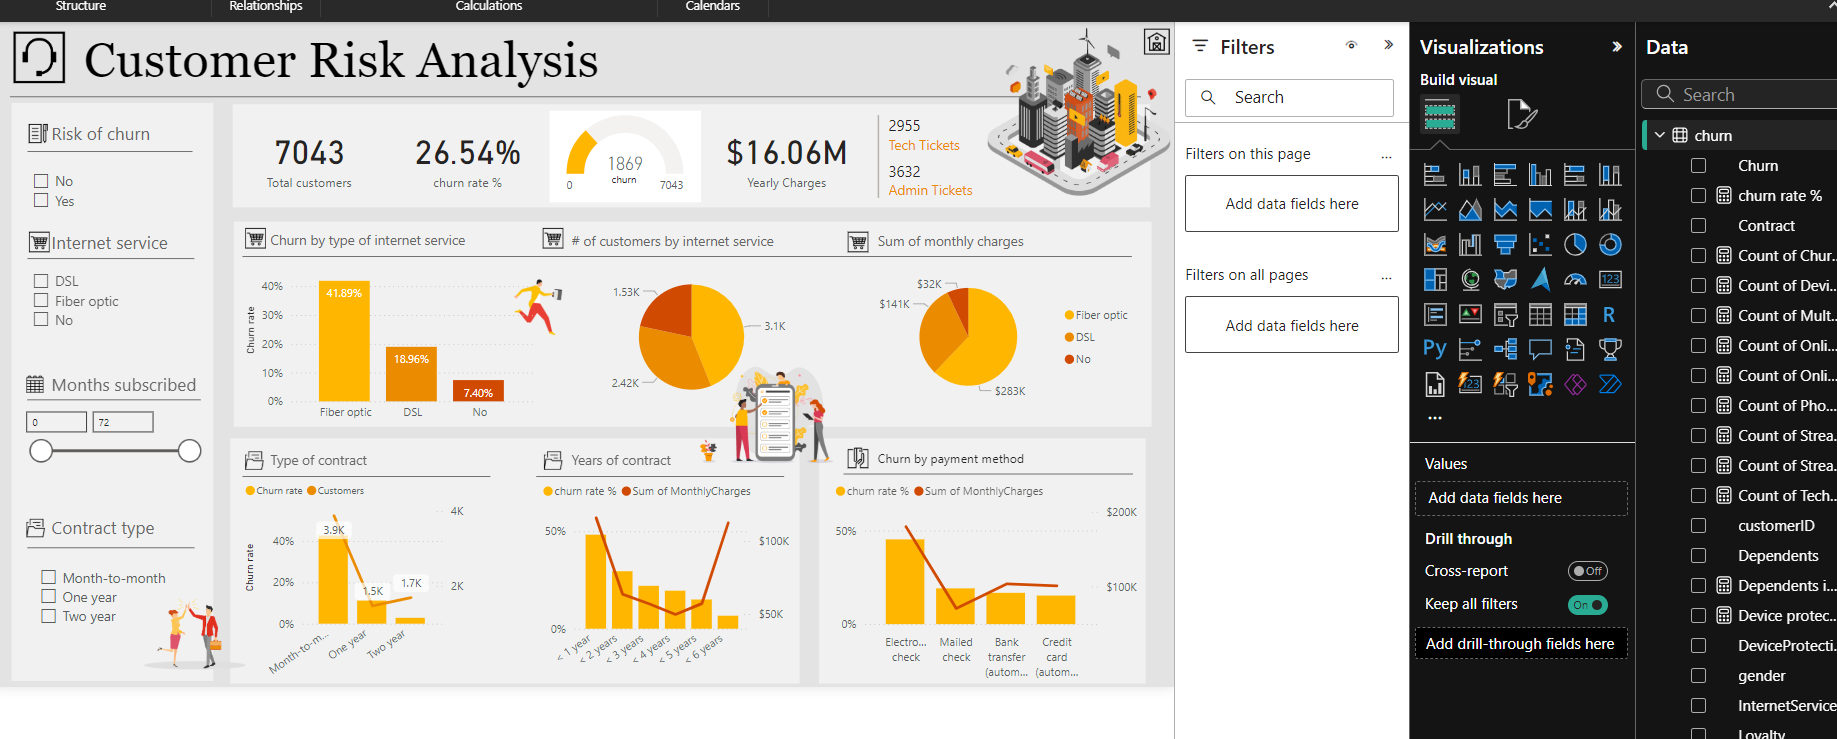 Structure
Relationships
Calculations
Calendars
Customer Risk Analysis
Risk of churn
No
Yes
Internet service
DSL
Fiber optic
No
Months subscribed
0
72
Contract type
Month-to-month
One year
Two year
7043
Total customers
26.54%
churn rate %
1869
churn
0
7043
$16.06M
Yearly Charges
2955
Tech Tickets
3632
Admin Tickets
Churn by type of internet service
Churn rate
40%
30%
20%
10%
0%
41.89%
18.96%
7.40%
Fiber optic
DSL
No
# of customers by internet service
1.53K
3.1K
2.42K
Sum of monthly charges
$32K
$141K
$283K
Fiber optic
DSL
No
Type of contract
Churn rate
Customers
Churn rate
40%
20%
0%
4K
2K
3.9K
1.5K
1.7K
Month-to-m...
One year
Two year
Years of contract
churn rate %
Sum of MonthlyCharges
50%
0%
$100K
$50K
< 1 year
< 2 years
< 3 years
< 4 years
< 5 years
< 6 years
Churn by payment method
churn rate %
Sum of MonthlyCharges
50%
0%
$200K
$100K
Electro...
check
Mailed
check
Bank
transfer
(autom...
Credit
card
(autom...
Filters
Search
Filters on this page
...
Add data fields here
Filters on all pages
...
Add data fields here
Visualizations
Build visual
123
R
Py
123
...
Values
Add data fields here
Drill through
Cross-report
Off
Keep all filters
On
Add drill-through fields here
Data
Search
churn
Churn
churn rate %
Contract
Count of Chur...
Count of Devi...
Count of Mult...
Count of Onli...
Count of Onli...
Count of Pho...
Count of Strea...
Count of Strea...
Count of Tech...
customerID
Dependents
Dependents i...
Device protec...
DeviceProtecti...
gender
InternetService
Loyalty